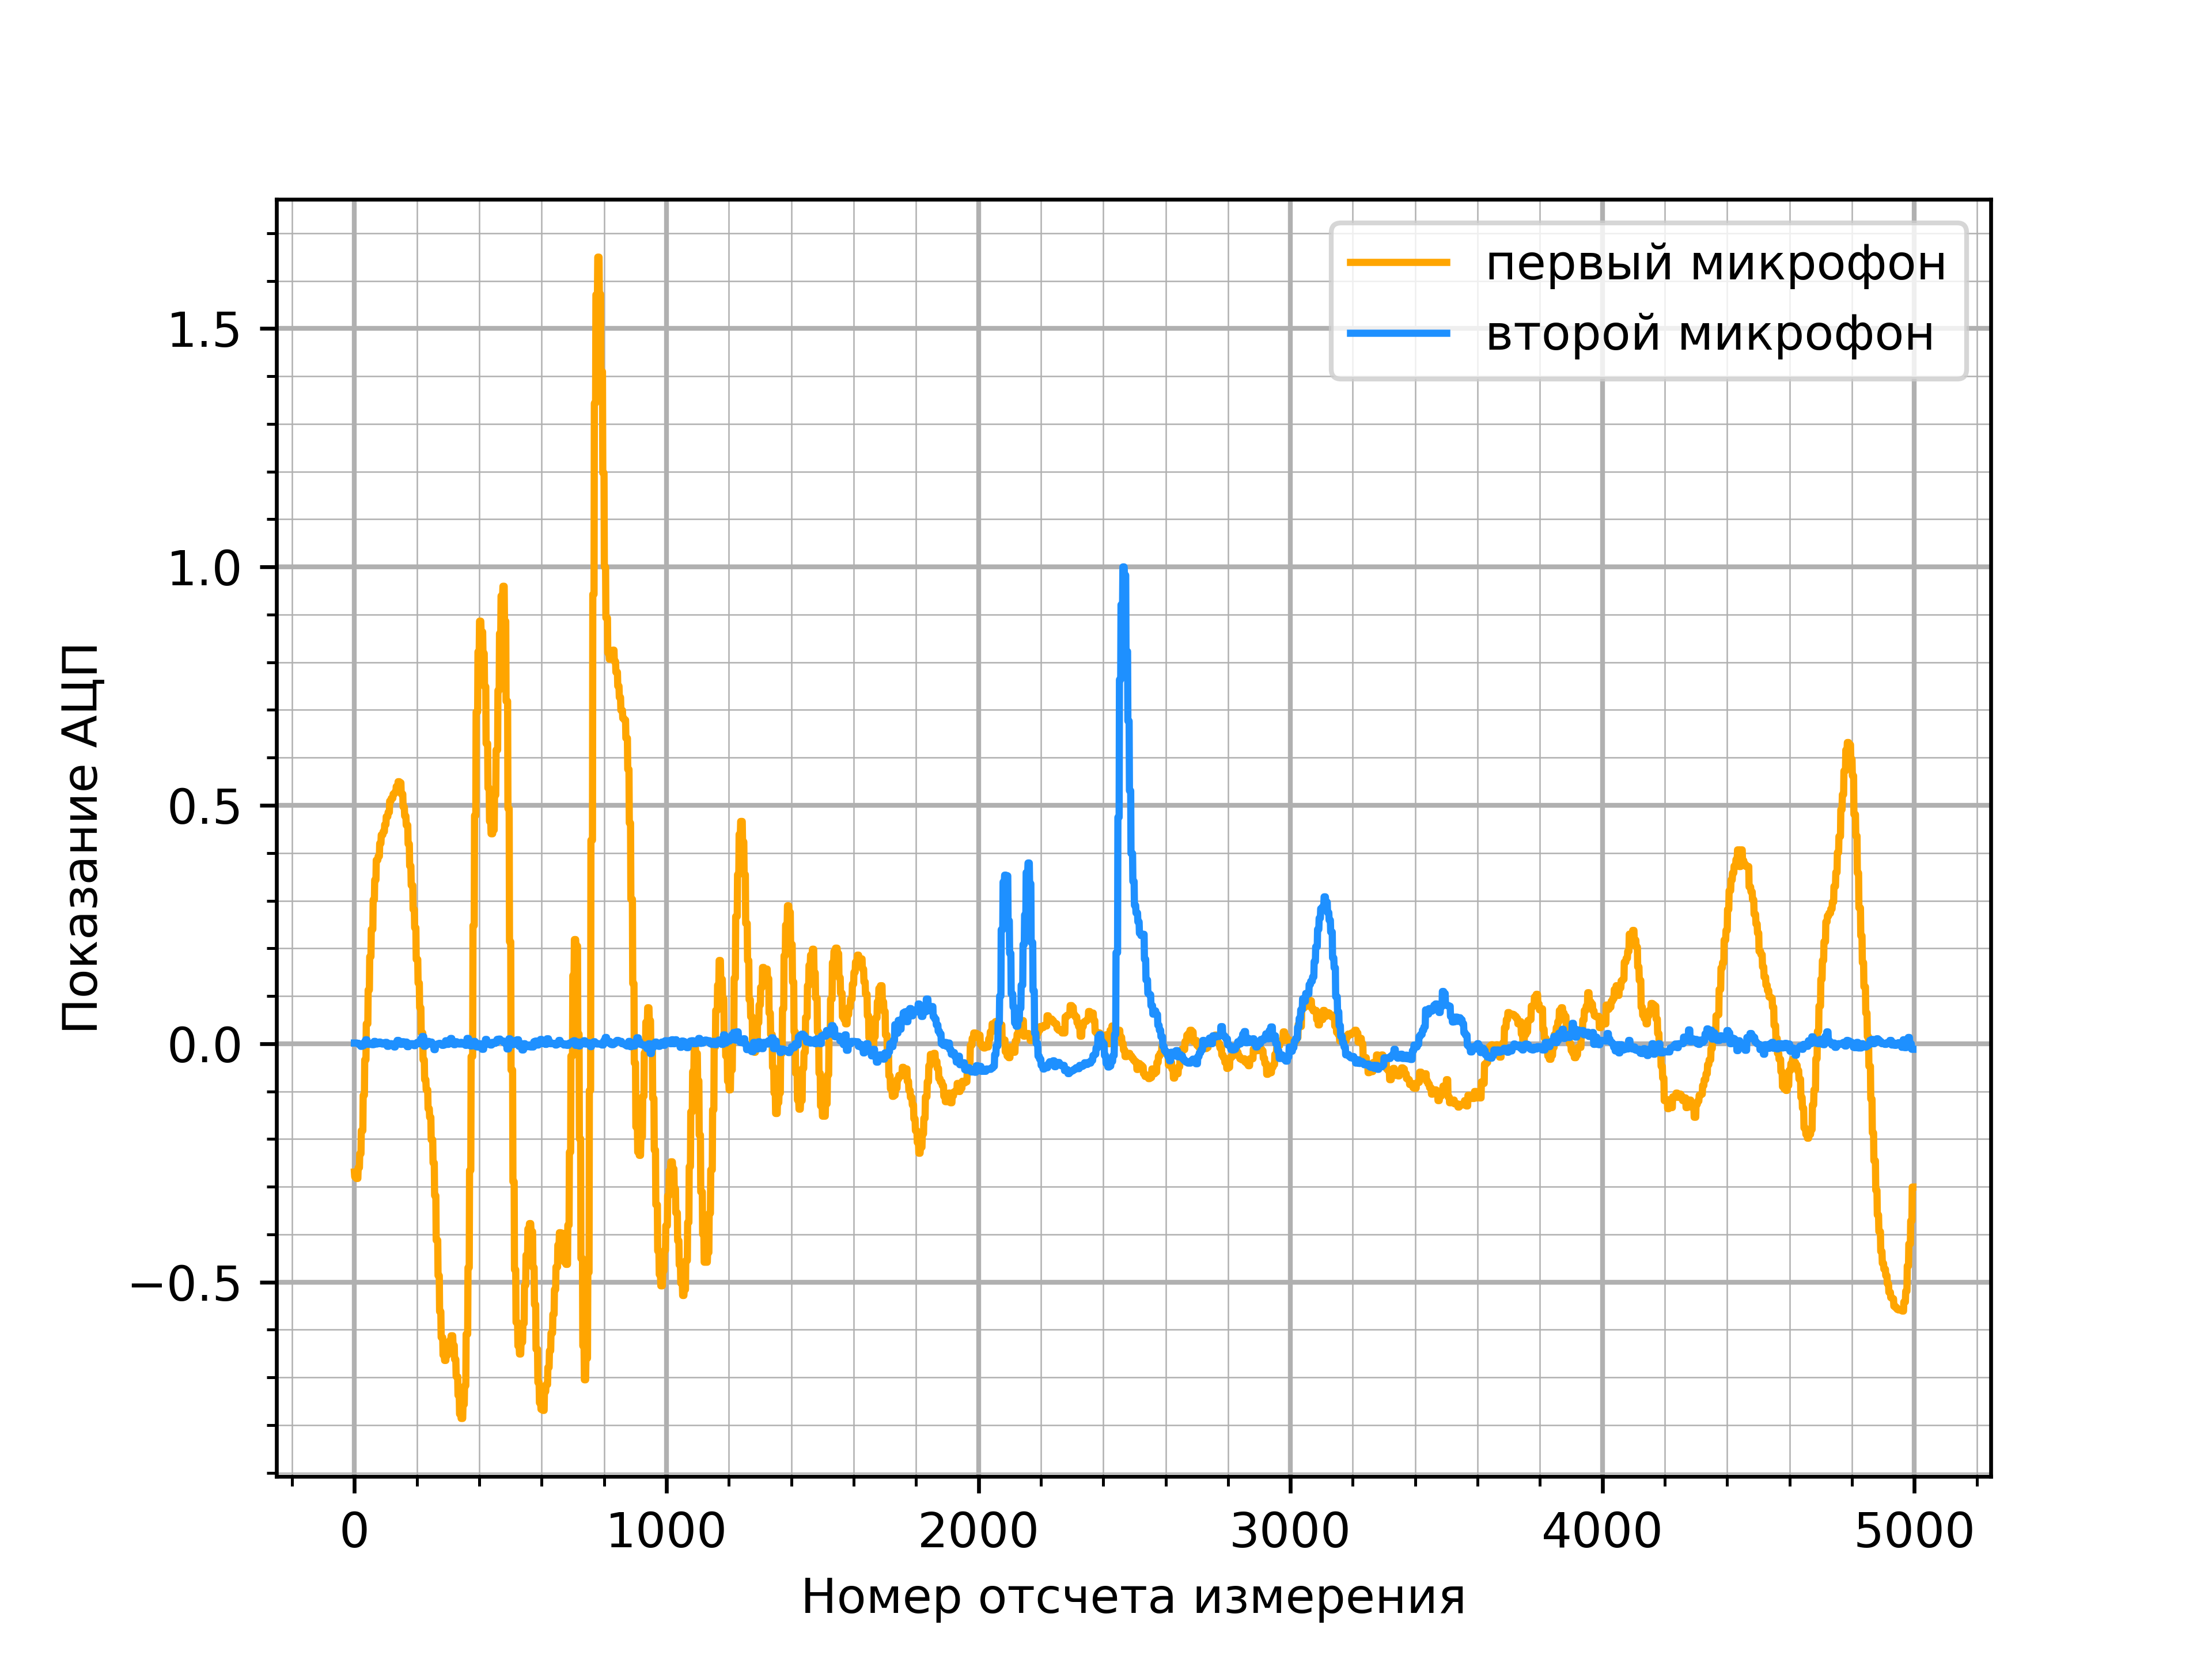 первый микрофон
второй микрофон
1.5
1.0
0.5
0.0
−0.5
Показание АЦП
0 1000 2000 3000 4000 5000
Номер отсчета измерения